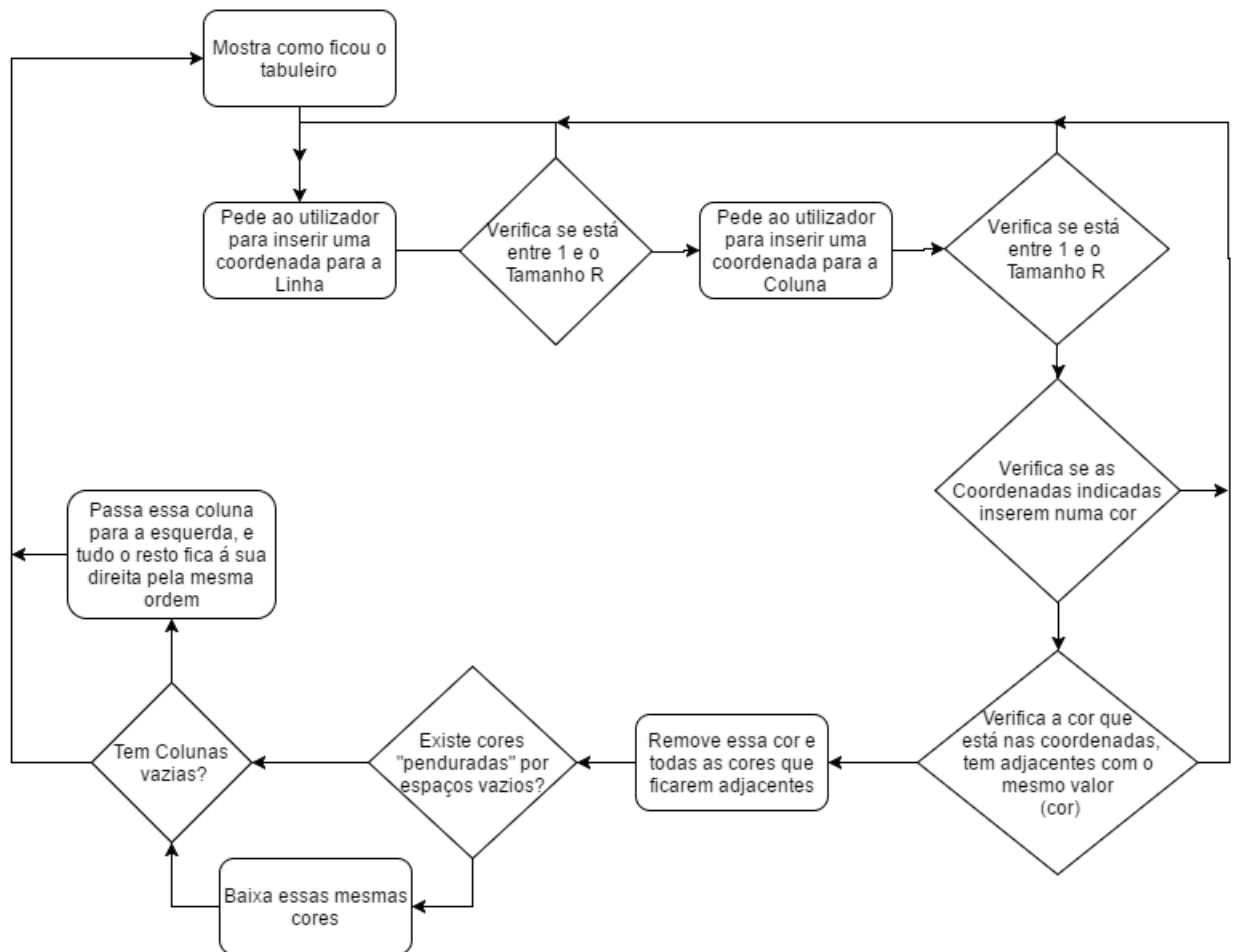 Mostra como ficou o
tabuleiro
Pede ao utilizador
para inserir uma
coordenada para a
Linha
Verifica se está
entre 1 e o
Tamanho R
Pede ao utilizador
para inserir uma
coordenada para a
Coluna
Verifica se está
entre 1 e o
Tamanho R
Verifica se as
Coordenadas indicadas
inserem numa cor
Verifica a cor que
está nas coordenadas,
tem adjacentes com o
mesmo valor
(cor)
Remove essa cor e
todas as cores que
ficarem adjacentes
Existe cores
"penduradas" por
espaços vazios?
Baixa essas mesmas
cores
Tem Colunas
vazias?
Passa essa coluna
para a esquerda, e
tudo o resto fica á sua
direita pela mesma
ordem